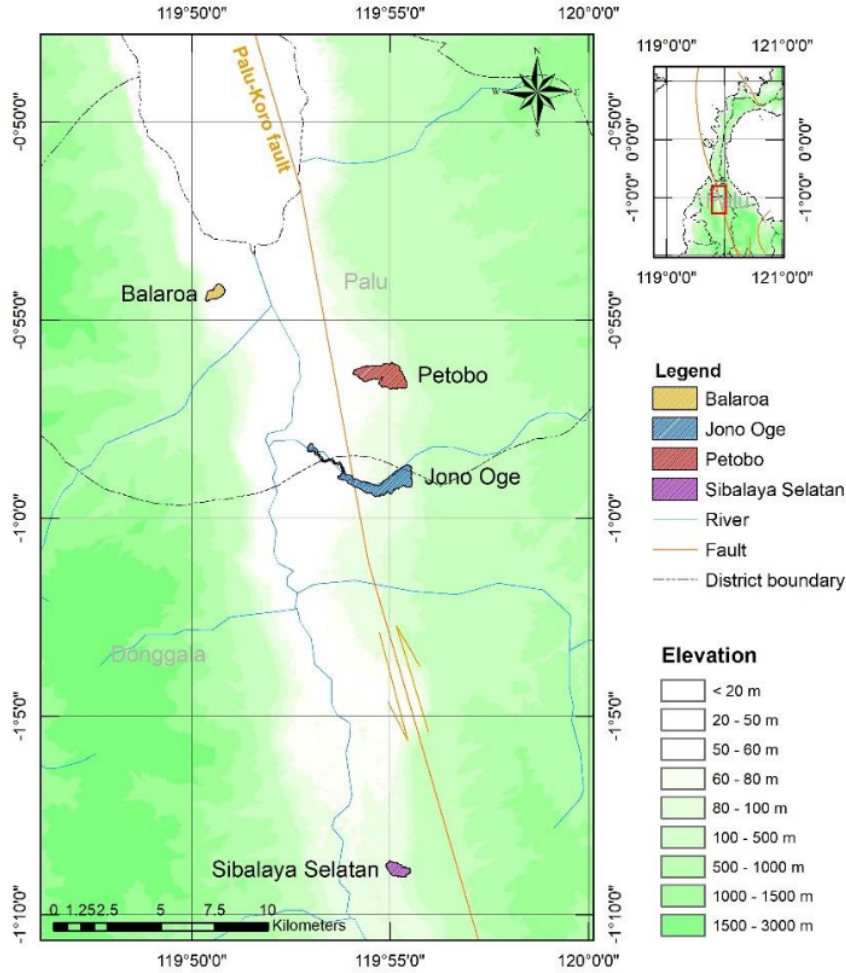 119°50'0" 119°55'0" 120°0'0"
-0°50'0"
-0°55'0"
-1°0'0"
-1°5'0"
-1°10'0"
Palu-Koro fault
N
W E
S
Balaroa
Palu
Petobo
Jono Oge
Donggala
Sibalaya Selatan
0 1.25 2.5 5 7.5 10
Kilometers
-0°50'0"
-0°55'0"
-1°0'0"
-1°5'0"
-1°10'0"
119°50'0" 119°55'0" 120°0'0"
119°0'0" 121°0'0"
0°0'0"
-1°0'0"
Palu
0°0'0"
-1°0'0"
119°0'0" 121°0'0"
Legend
Balaroa
Jono Oge
Petobo
Sibalaya Selatan
River
Fault
District boundary
Elevation
< 20 m
20 - 50 m
50 - 60 m
60 - 80 m
80 - 100 m
100 - 500 m
500 - 1000 m
1000 - 1500 m
1500 - 3000 m